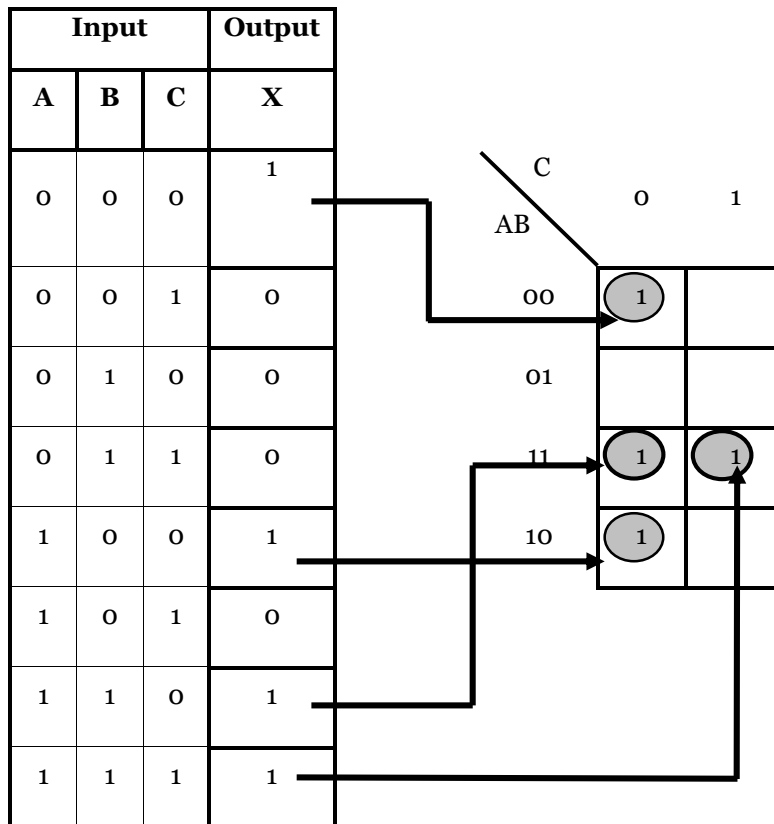 Input Output
A B C X
0 0 0 1
0 0 1 0
0 1 0 0
0 1 1 0
1 0 0 1
1 0 1 0
1 1 0 1
1 1 1 1
C
AB
0 1
00 1
01
11 1 1
10 1